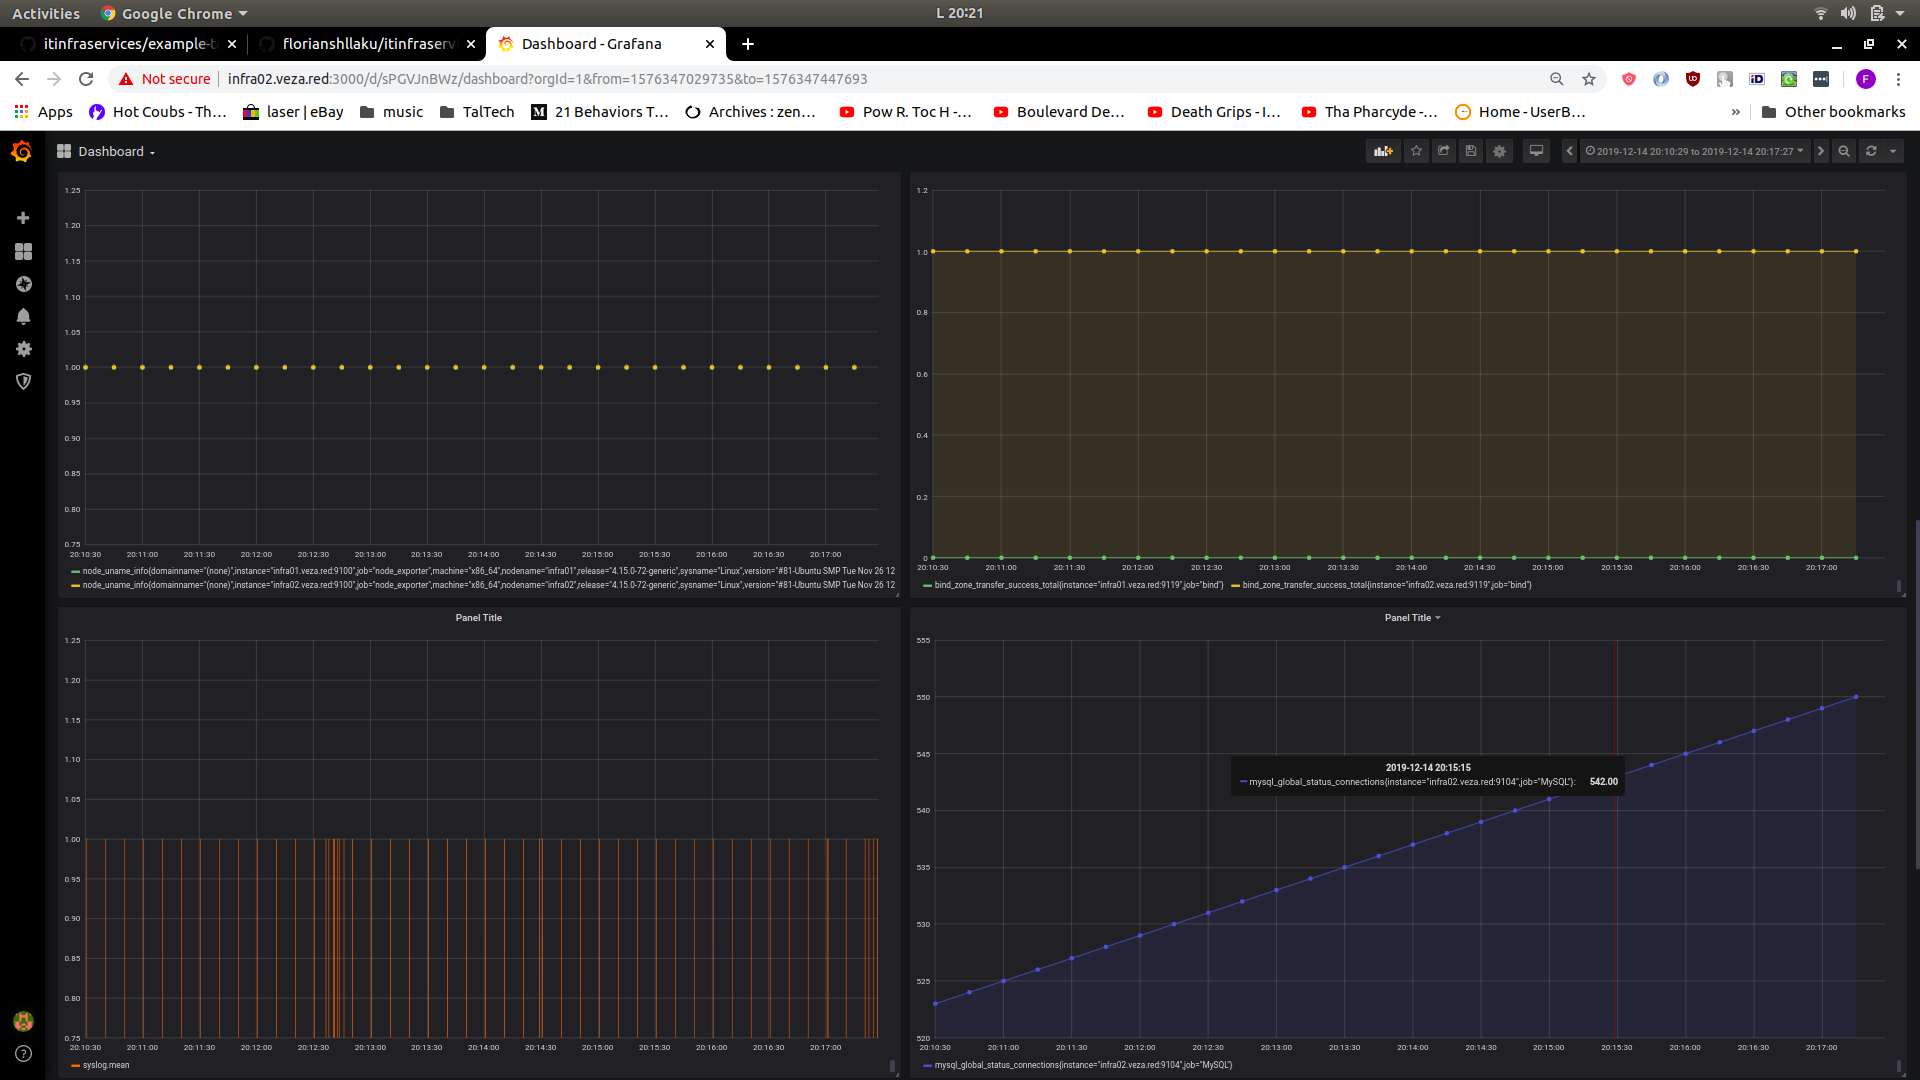 Activities Google Chrome L 20:21
itinfraservices/example-t florianshllaku/itinfraserv Dashboard - Grafana
Not secure infra02.veza.red:3000/d/sPGVJnBWz/dashboard?orgId=1&from=1576347029735&to=1576347447693
Apps Hot Coubs - Th... laser | eBay music TalTech 21 Behaviors T... Archives : zen... Pow R. Toc H -... Boulevard De... Death Grips - I... Tha Pharcyde -... Home - UserB... » Other bookmarks
Dashboard 2019-12-14 20:10:29 to 2019-12-14 20:17:27
1.25
1.20
1.15
1.10
1.05
1.00
0.95
0.90
0.85
0.80
0.75
20:10:30 20:11:00 20:11:30 20:12:00 20:12:30 20:13:00 20:13:30 20:14:00 20:14:30 20:15:00 20:15:30 20:16:00 20:16:30 20:17:00
node_uname_info{domainname="(none)",instance="infra01.veza.red:9100",job="node_exporter",machine="x86_64",nodename="infra01",release="4.15.0-72-generic",sysname="Linux",version="#81-Ubuntu SMP Tue Nov 26 12
node_uname_info{domainname="(none)",instance="infra02.veza.red:9100",job="node_exporter",machine="x86_64",nodename="infra02",release="4.15.0-72-generic",sysname="Linux",version="#81-Ubuntu SMP Tue Nov 26 12
1.2
1.0
0.8
0.6
0.4
0.2
0
20:10:30 20:11:00 20:11:30 20:12:00 20:12:30 20:13:00 20:13:30 20:14:00 20:14:30 20:15:00 20:15:30 20:16:00 20:16:30 20:17:00
bind_zone_transfer_success_total{instance="infra01.veza.red:9119",job="bind"} bind_zone_transfer_success_total{instance="infra02.veza.red:9119",job="bind"}
Panel Title
1.25
1.20
1.15
1.10
1.05
1.00
0.95
0.90
0.85
0.80
0.75
20:10:30 20:11:00 20:11:30 20:12:00 20:12:30 20:13:00 20:13:30 20:14:00 20:14:30 20:15:00 20:15:30 20:16:00 20:16:30 20:17:00
syslog.mean
Panel Title
555
550
545
540
535
530
525
520
2019-12-14 20:15:15
mysql_global_status_connections{instance="infra02.veza.red:9104",job="MySQL"}: 542.00
20:10:30 20:11:00 20:11:30 20:12:00 20:12:30 20:13:00 20:13:30 20:14:00 20:14:30 20:15:00 20:15:30 20:16:00 20:16:30 20:17:00
mysql_global_status_connections{instance="infra02.veza.red:9104",job="MySQL"}